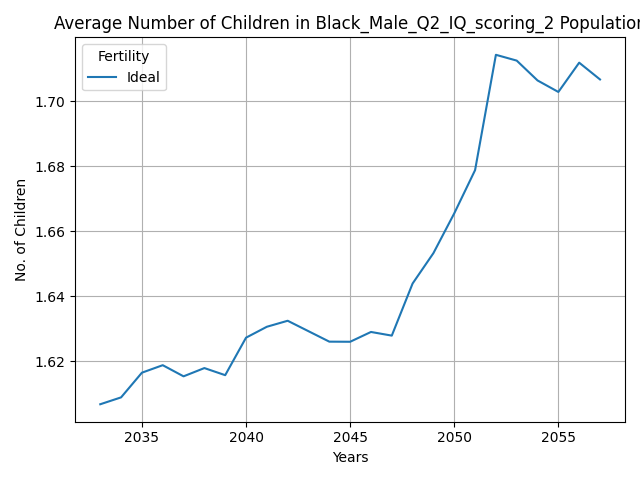 Average Number of Children in Black_Male_Q2_IQ_scoring_2 Population
Fertility
Ideal
No. of Children
1.70
1.68
1.66
1.64
1.62
2035 2040 2045 2050 2055
Years